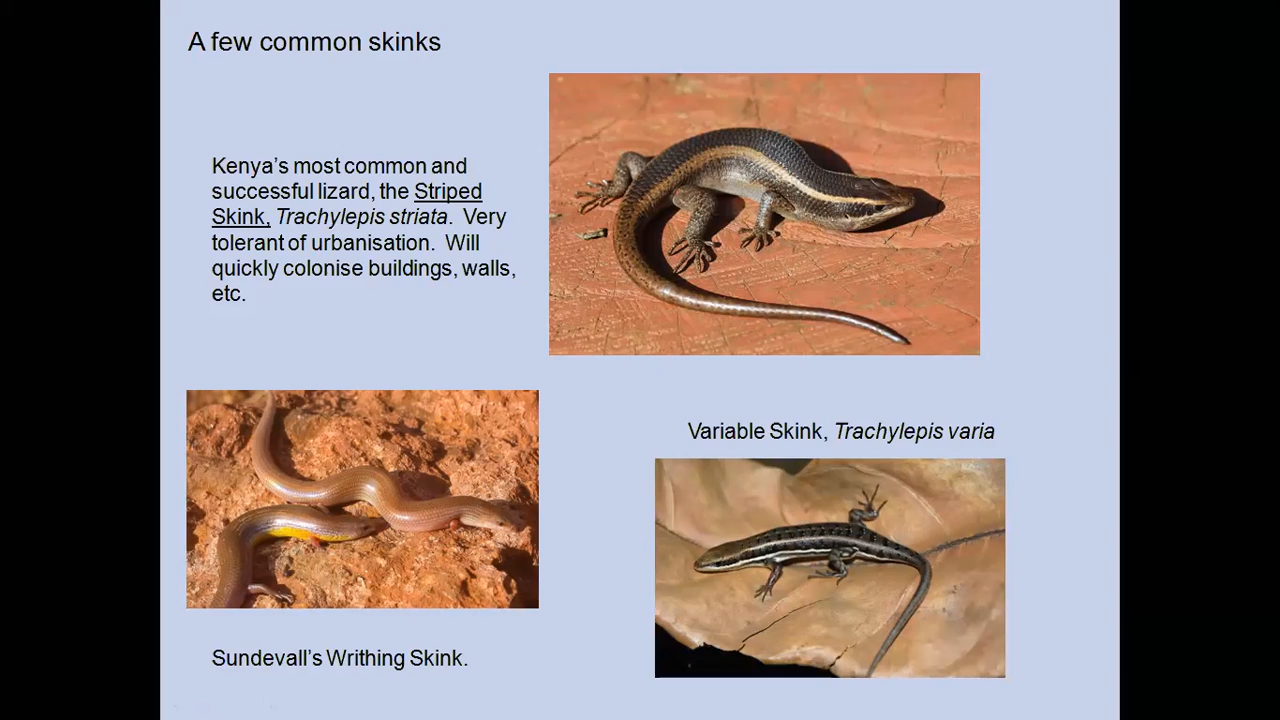 A few common skinks
Kenya’s most common and
successful lizard, the Striped
Skink, Trachylepis striata.  Very
tolerant of urbanisation.  Will
quickly colonise buildings, walls,
etc.
Variable Skink, Trachylepis varia
Sundevall’s Writhing Skink.